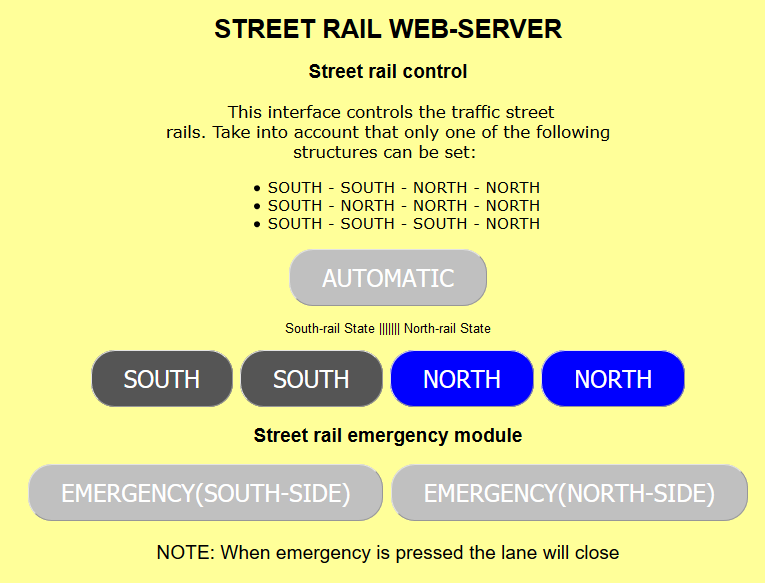 STREET RAIL WEB-SERVER
Street rail control
This interface controls the traffic street
rails. Take into account that only one of the following
structures can be set:
• SOUTH - SOUTH - NORTH - NORTH
• SOUTH - NORTH - NORTH - NORTH
• SOUTH - SOUTH - SOUTH - NORTH
AUTOMATIC
South-rail State ||||||| North-rail State
SOUTH SOUTH NORTH NORTH
Street rail emergency module
EMERGENCY(SOUTH-SIDE) EMERGENCY(NORTH-SIDE)
NOTE: When emergency is pressed the lane will close